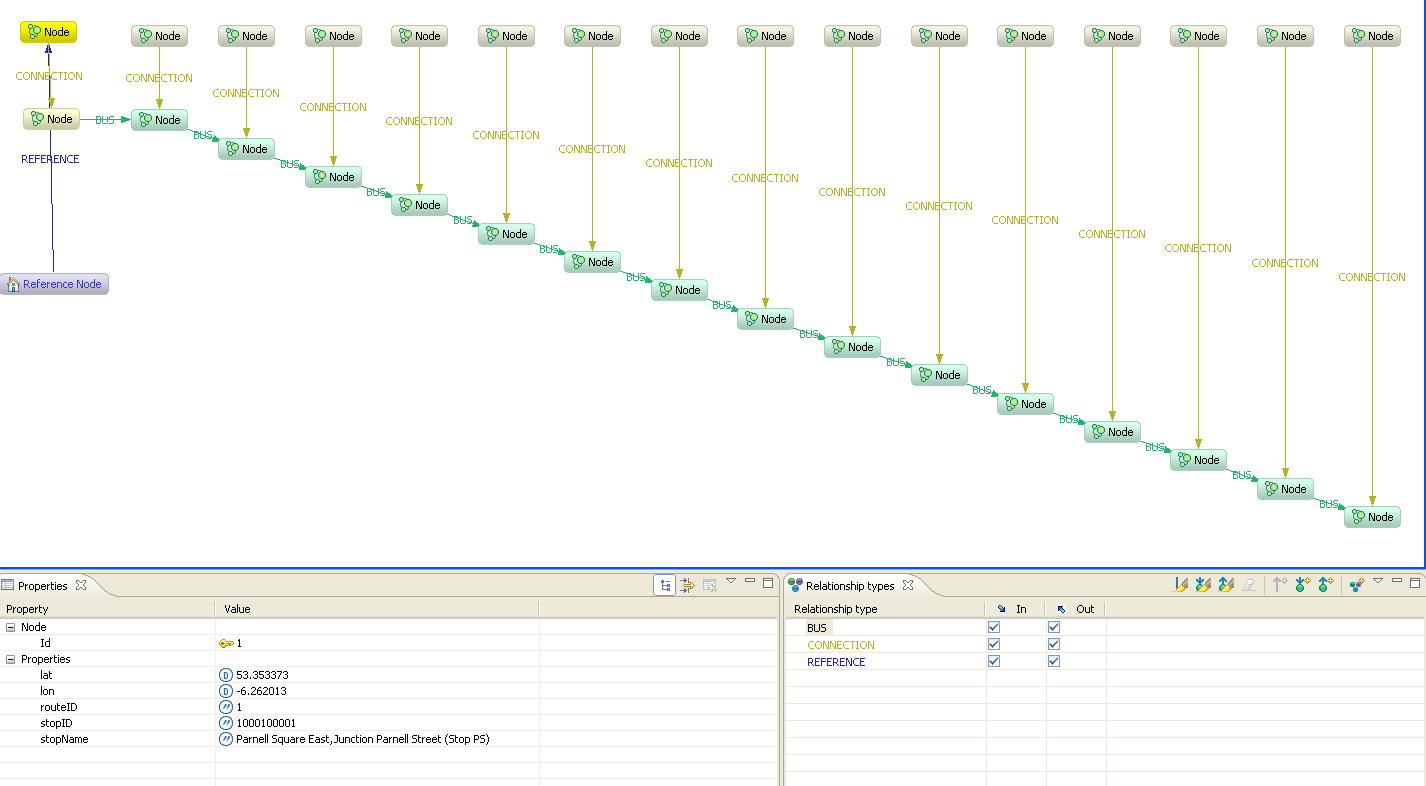 Node Node Node Node Node Node Node Node Node Node Node Node Node Node Node Node
CONNECTION CONNECTION
CONNECTION
CONNECTION
Node BUS Node CONNECTION
BUS CONNECTION
Node CONNECTION
REFERENCE BUS CONNECTION
Node CONNECTION
BUS CONNECTION
Node CONNECTION
BUS CONNECTION
Node CONNECTION
BUS CONNECTION
Node CONNECTION
BUS CONNECTION
Reference Node Node
BUS
Node
BUS
Node
BUS
Node
BUS
Node
BUS
Node
BUS
Node
BUS
Node
BUS
Node
Properties
Property Value
Node
Id 1
Properties
lat D 53.353373
lon D -6.262013
routeID 1
stopID 1000100001
stopName Parnell Square East,Junction Parnell Street (Stop PS)
Relationship types
Relationship type In Out
BUS
CONNECTION
REFERENCE